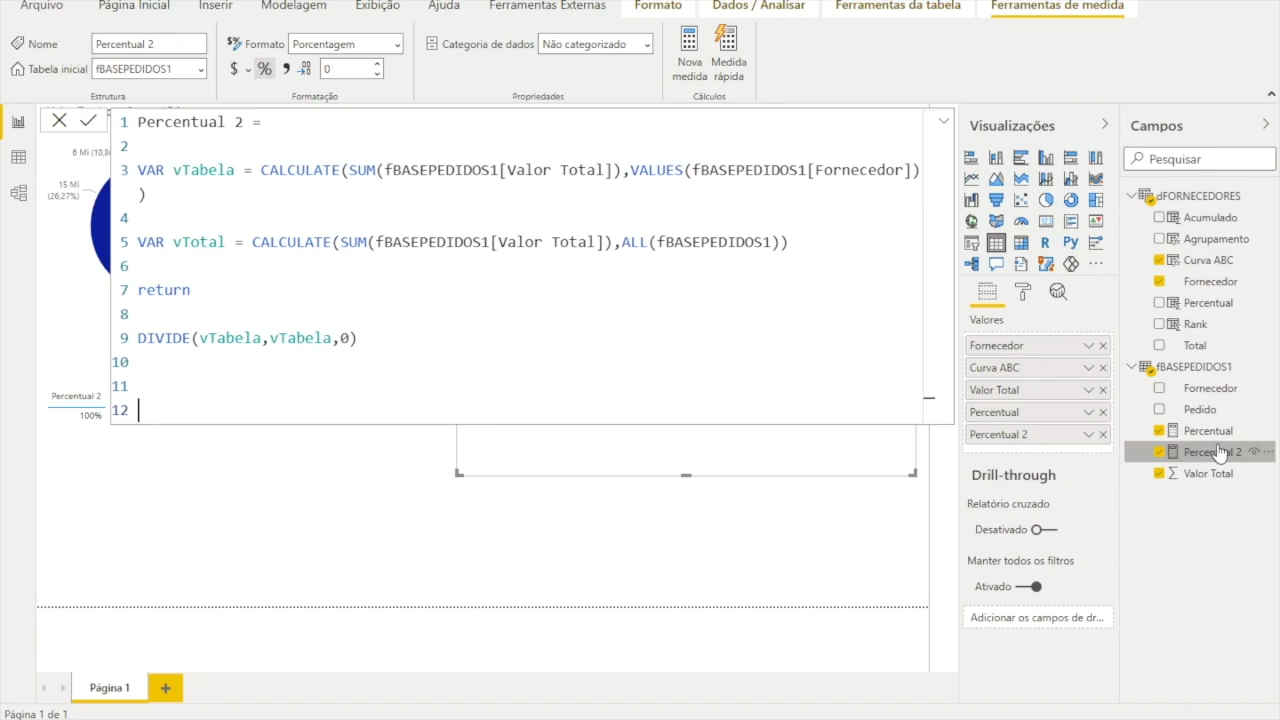 Arquivo Página Inicial Inserir Modelagem Exibição Ajuda Ferramentas Externas Formato Dados / Analisar Ferramentas da tabela Ferramentas de medida
Nome Percentual 2
Tabela inicial fBASEPEDIDOS1
Estrutura
Formato Porcentagem
$ % 0
Formatação
Categoria de dados Não categorizado
Propriedades
Nova medida
Medida rápida
Cálculos
6 Mi (10,8
15 Mi
(26,27%)
Percentual 2
100%
1 Percentual 2 =
2
3 VAR vTabela = CALCULATE(SUM(fBASEPEDIDOS1[Valor Total]),VALUES(fBASEPEDIDOS1[Fornecedor])
)
4
5 VAR vTotal = CALCULATE(SUM(fBASEPEDIDOS1[Valor Total]),ALL(fBASEPEDIDOS1))
6
7 return
8
9 DIVIDE(vTabela,vTabela,0)
10
11
12
Visualizações
R Py
Valores
Fornecedor
Curva ABC
Valor Total
Percentual
Percentual 2
Drill-through
Relatório cruzado
Desativado
Manter todos os filtros
Ativado
Adicionar os campos de dr...
Campos
Pesquisar
dFORNECEDORES
Acumulado
Agrupamento
Curva ABC
Fornecedor
Percentual
Rank
Total
fBASEPEDIDOS1
Fornecedor
Pedido
Percentual
Percentual 2
Valor Total
Página 1
Página 1 de 1